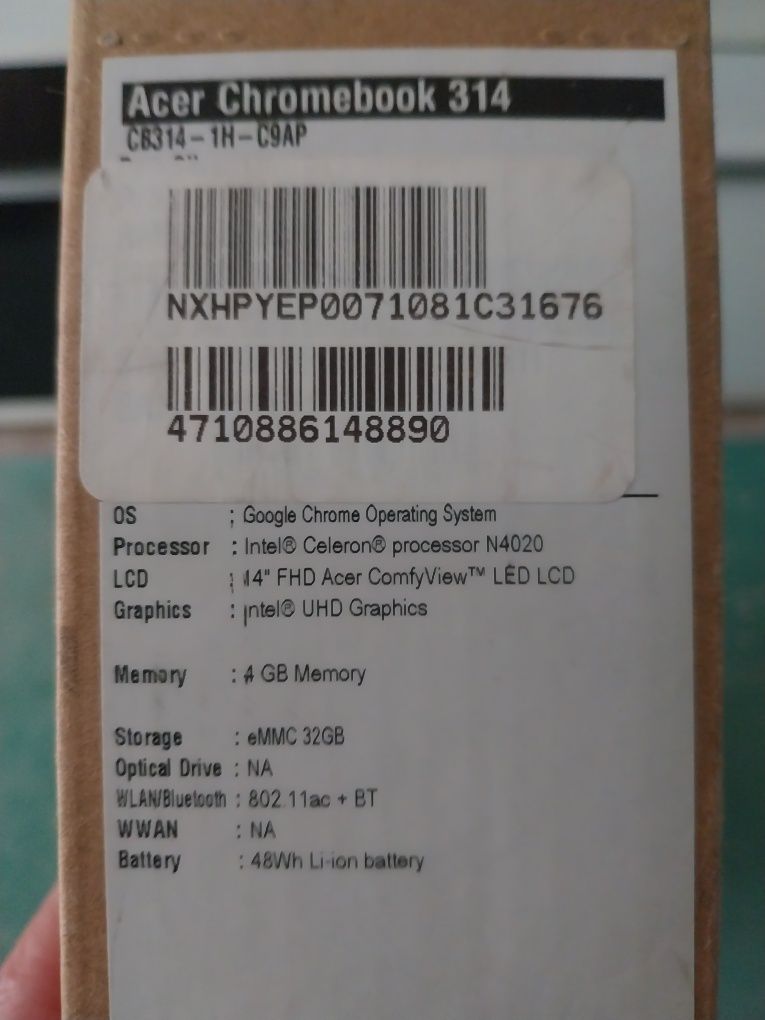 Acer Chromebook 314
CB314-1H-C9AP
NXHPYEP0071081C31676
4710886148890
OS : Google Chrome Operating System
Processor : Intel® Celeron® processor N4020
LCD : 14" FHD Acer ComfyView™ LED LCD
Graphics : Intel® UHD Graphics
Memory : 4 GB Memory
Storage : eMMC 32GB
Optical Drive : NA
WLAN/Bluetooth : 802.11ac + BT
WWAN : NA
Battery : 48Wh Li-ion battery